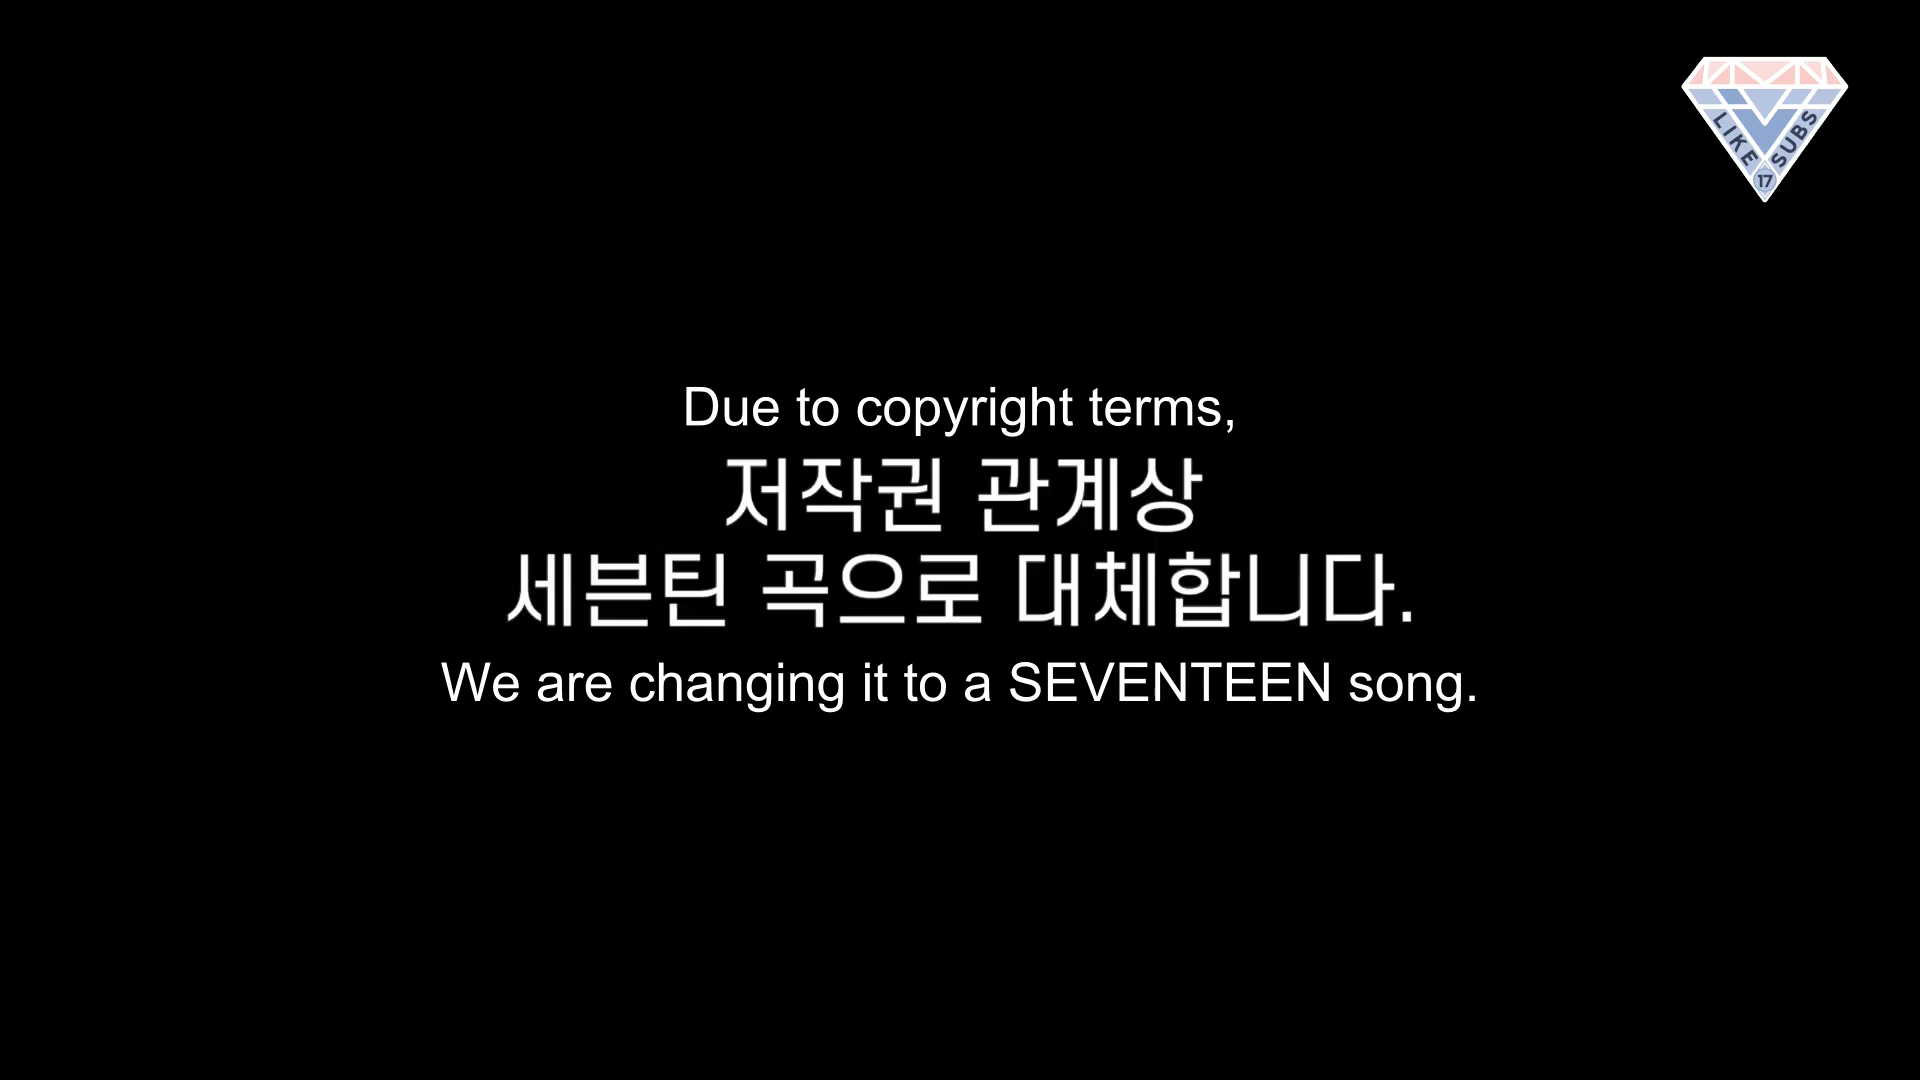 LIKE
SUBS
17
Due to copyright terms,
저작권 관계상
세븐틴 곡으로 대체합니다.
We are changing it to a SEVENTEEN song.